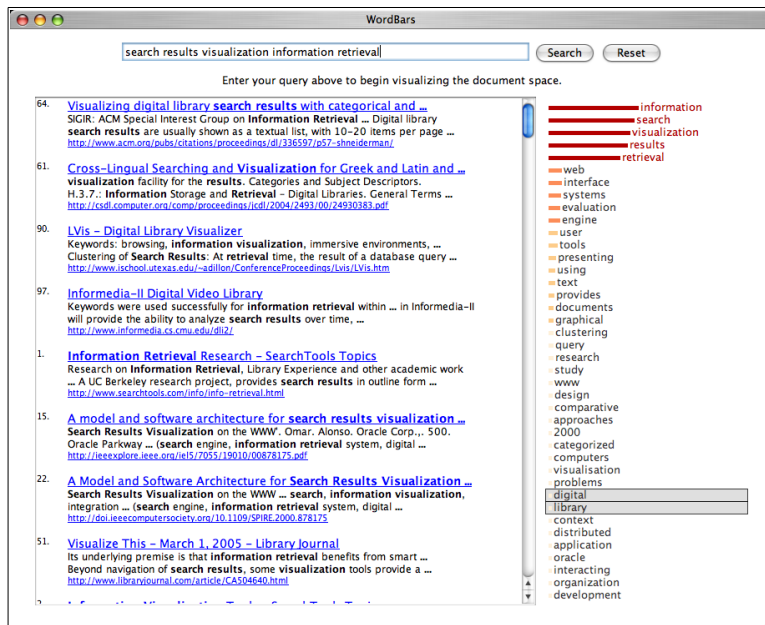 WordBars
search results visualization information retrieval
Search
Reset
Enter your query above to begin visualizing the document space.
64.
Visualizing digital library search results with categorical and ...
SIGIR: ACM Special Interest Group on Information Retrieval ... Digital library
search results are usually shown as a textual list, with 10-20 items per page ...
http://www.acm.org/pubs/citations/proceedings/dl/336597/p57-shneiderman/
61.
Cross-Lingual Searching and Visualization for Greek and Latin and ...
visualization facility for the results. Categories and Subject Descriptors.
H.3.7.: Information Storage and Retrieval - Digital Libraries. General Terms ...
http://csdl.computer.org/comp/proceedings/jcdl/2004/2493/00/24930383.pdf
90.
LVis - Digital Library Visualizer
Keywords: browsing, information visualization, immersive environments, ...
Clustering of Search Results: At retrieval time, the result of a database query ...
http://www.ischool.utexas.edu/~adillon/ConferenceProceedings/Lvis/LVis.htm
97.
Informedia-II Digital Video Library
Keywords were used successfully for information retrieval within ... in Informedia-II
will provide the ability to analyze search results over time, ...
http://www.informedia.cs.cmu.edu/dli2/
1.
Information Retrieval Research - SearchTools Topics
Research on Information Retrieval, Library Experience and other academic work
... A UC Berkeley research project, provides search results in outline form ...
http://www.searchtools.com/info/info-retrieval.html
15.
A model and software architecture for search results visualization ...
Search Results Visualization on the WWW'. Omar. Alonso. Oracle Corp.,. 500.
Oracle Parkway ... (search engine, information retrieval system, digital ...
http://ieeexplore.ieee.org/iel5/7055/19010/00878175.pdf
22.
A Model and Software Architecture for Search Results Visualization ...
Search Results Visualization on the WWW ... search, information visualization,
integration ... (search engine, information retrieval system, digital ...
http://doi.ieeecomputersociety.org/10.1109/SPIRE.2000.878175
51.
Visualize This - March 1, 2005 - Library Journal
Its underlying premise is that information retrieval benefits from smart ...
Beyond navigation of search results, some visualization tools provide a ...
http://www.libraryjournal.com/article/CA504640.html
information
search
visualization
results
retrieval
web
interface
systems
evaluation
engine
user
tools
presenting
using
text
provides
documents
graphical
clustering
query
research
study
www
design
comparative
approaches
2000
categorized
computers
visualisation
problems
digital
library
context
distributed
application
oracle
interacting
organization
development